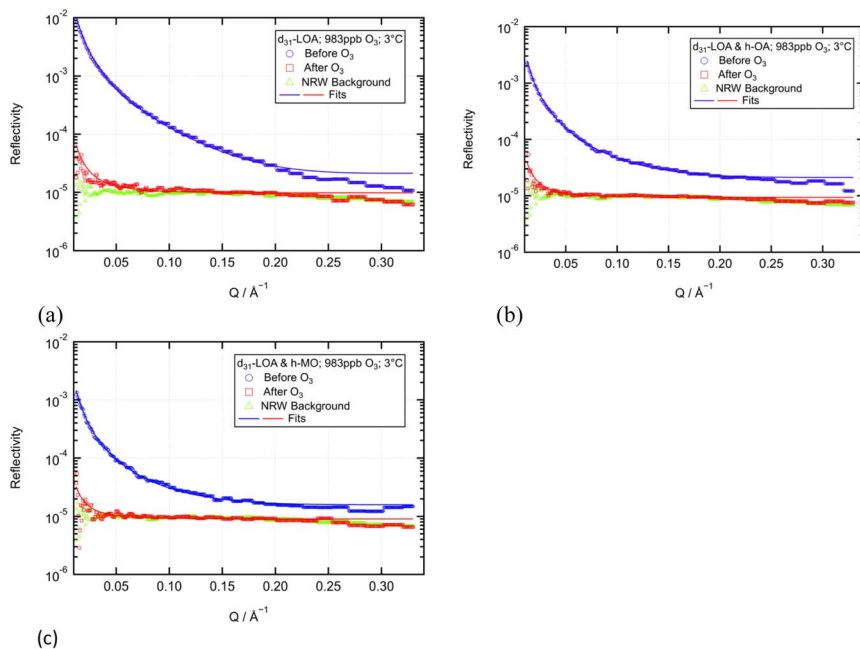 10⁻²
10⁻³
10⁻⁴
10⁻⁵
10⁻⁶
Reflectivity
d₃₁-LOA; 983ppb O₃; 3°C
Before O₃
After O₃
NRW Background
Fits
0.05 0.10 0.15 0.20 0.25 0.30
Q / Å⁻¹
(a)
10⁻²
10⁻³
10⁻⁴
10⁻⁵
10⁻⁶
Reflectivity
d₃₁-LOA & h-OA; 983ppb O₃; 3°C
Before O₃
After O₃
NRW Background
Fits
0.05 0.10 0.15 0.20 0.25 0.30
Q / Å⁻¹
(b)
10⁻²
10⁻³
10⁻⁴
10⁻⁵
10⁻⁶
Reflectivity
d₃₁-LOA & h-MO; 983ppb O₃; 3°C
Before O₃
After O₃
NRW Background
Fits
0.05 0.10 0.15 0.20 0.25 0.30
Q / Å⁻¹
(c)